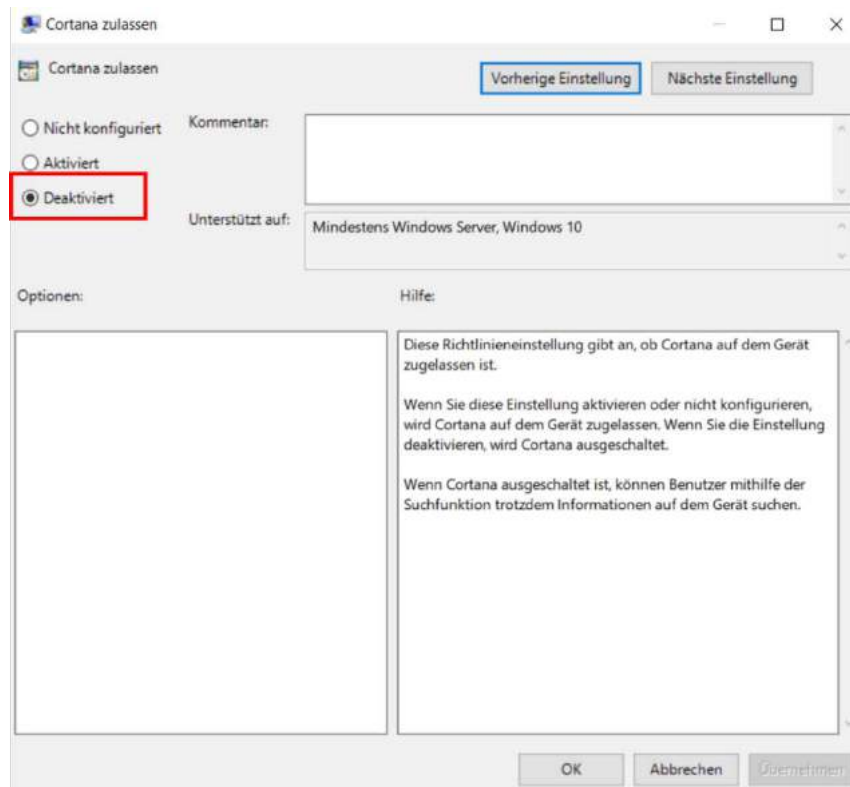 Cortana zulassen
Cortana zulassen
Vorherige Einstellung
Nächste Einstellung
Nicht konfiguriert
Kommentar:
Aktiviert
Deaktiviert
Unterstützt auf:
Mindestens Windows Server, Windows 10
Optionen:
Hilfe:
Diese Richtlinieneinstellung gibt an, ob Cortana auf dem Gerät
zugelassen ist.
Wenn Sie diese Einstellung aktivieren oder nicht konfigurieren,
wird Cortana auf dem Gerät zugelassen. Wenn Sie die Einstellung
deaktivieren, wird Cortana ausgeschaltet.
Wenn Cortana ausgeschaltet ist, können Benutzer mithilfe der
Suchfunktion trotzdem Informationen auf dem Gerät suchen.
OK
Abbrechen
Übernehmen